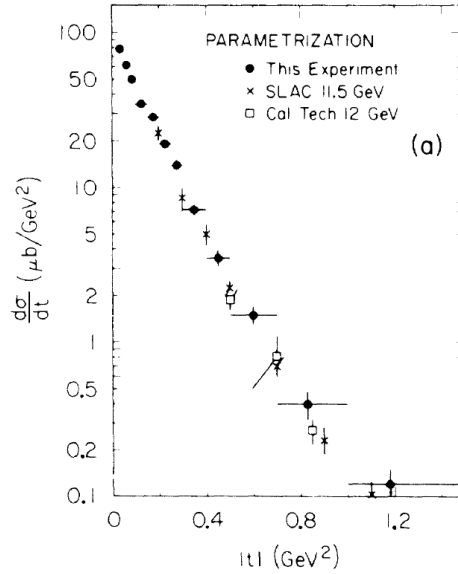 PARAMETRIZATION
● This Experiment
× SLAC 11.5 GeV
□ Cal Tech 12 GeV
(a)
dσ/dt (μb/GeV²)
100
50
20
10
5
2
1
0.5
0.2
0.1
0 0.4 0.8 1.2
|t| (GeV²)